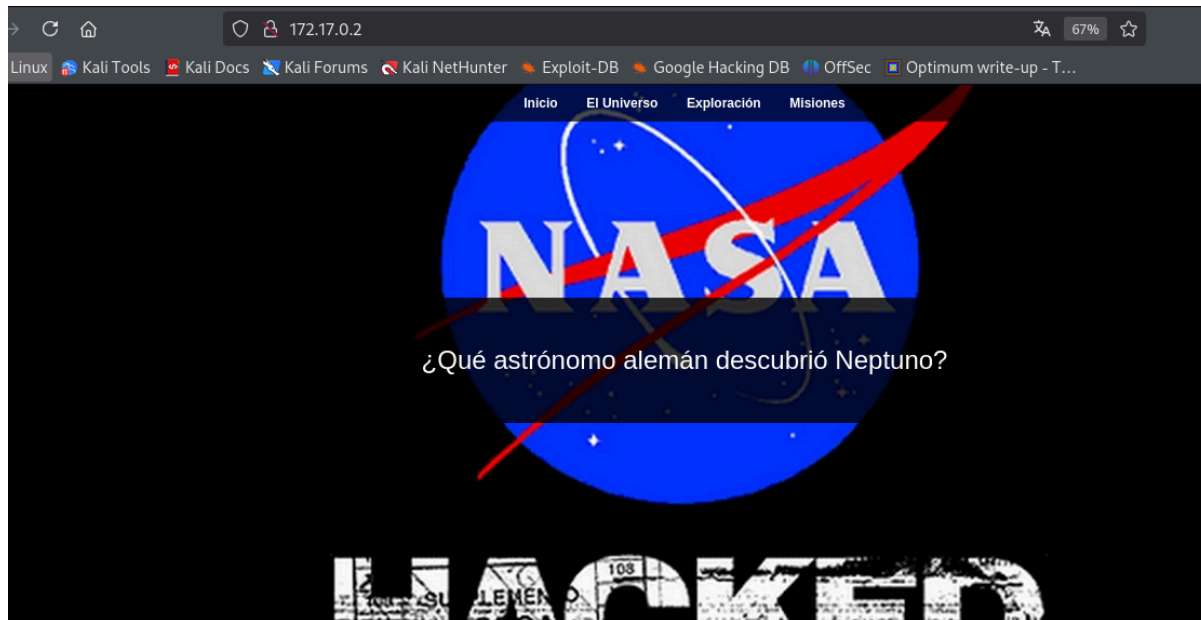 172.17.0.2
67%
Linux Kali Tools Kali Docs Kali Forums Kali NetHunter Exploit-DB Google Hacking DB OffSec Optimum write-up - T…
Inicio El Universo Exploración Misiones
NASA
¿Qué astrónomo alemán descubrió Neptuno?
108
HACKED